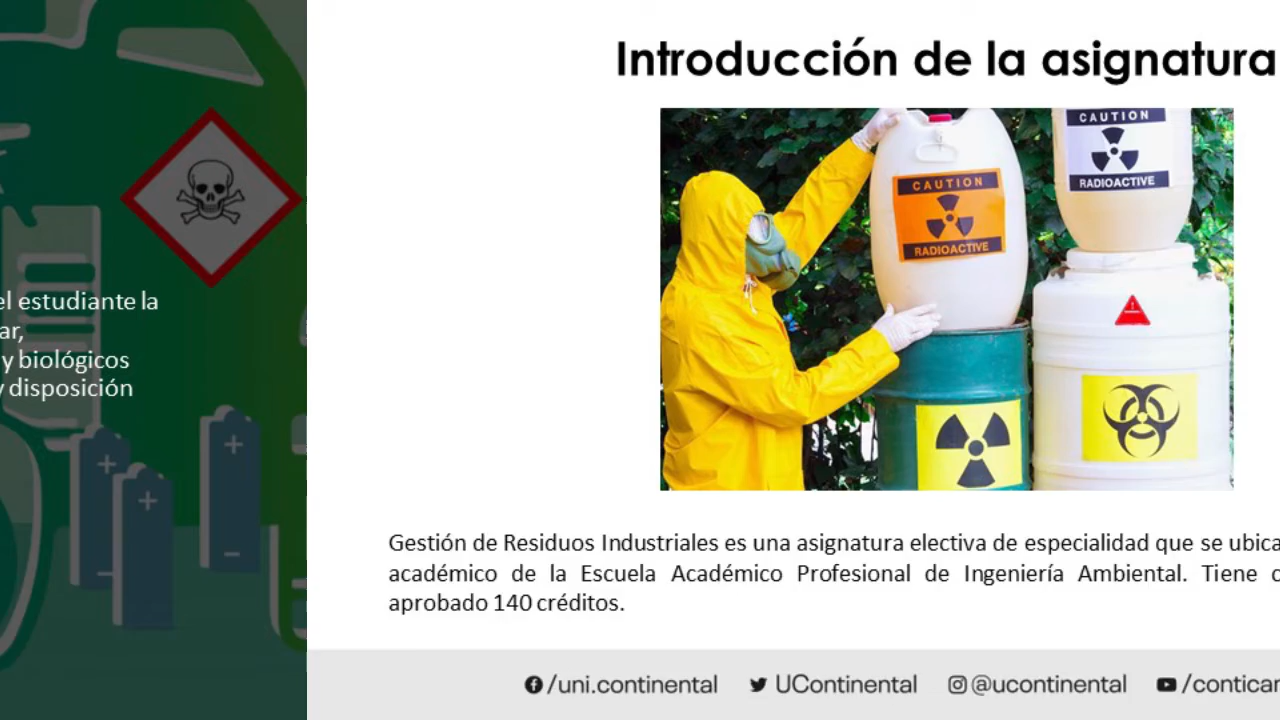 el estudiante la
ar,
y biológicos
y disposición
Introducción de la asignatura
CAUTION
RADIOACTIVE
CAUTION
RADIOACTIVE
Gestión de Residuos Industriales es una asignatura electiva de especialidad que se ubica
académico de la Escuela Académico Profesional de Ingeniería Ambiental. Tiene c
aprobado 140 créditos.
/uni.continental UContinental @ucontinental /conticar